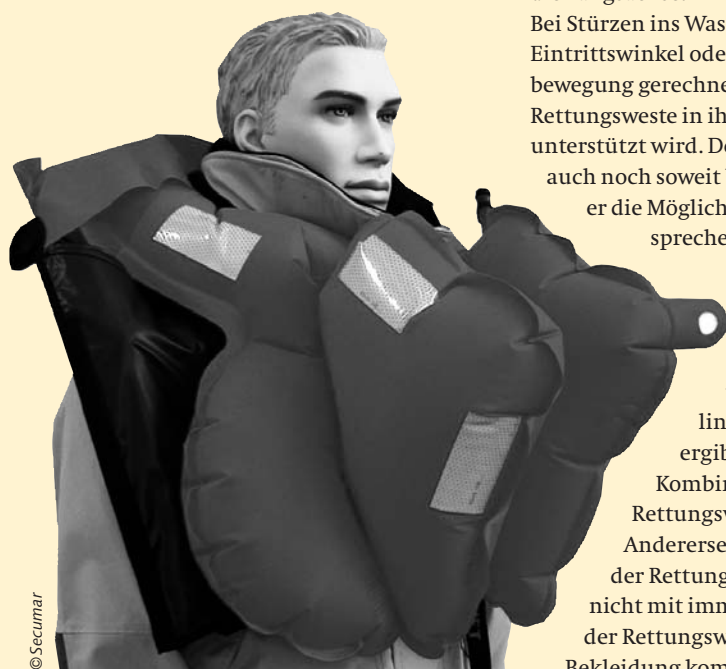 Bei Stürzen ins Was
Eintrittswinkel ode
bewegung gerechne
Rettungsweste in ih
unterstützt wird. De
auch noch soweit
er die Möglich
spreche
lin
ergib
Kombin
Rettungsw
Andererse
der Rettung
nicht mit imm
der Rettungsw
Bekleidung kom
©Secumar